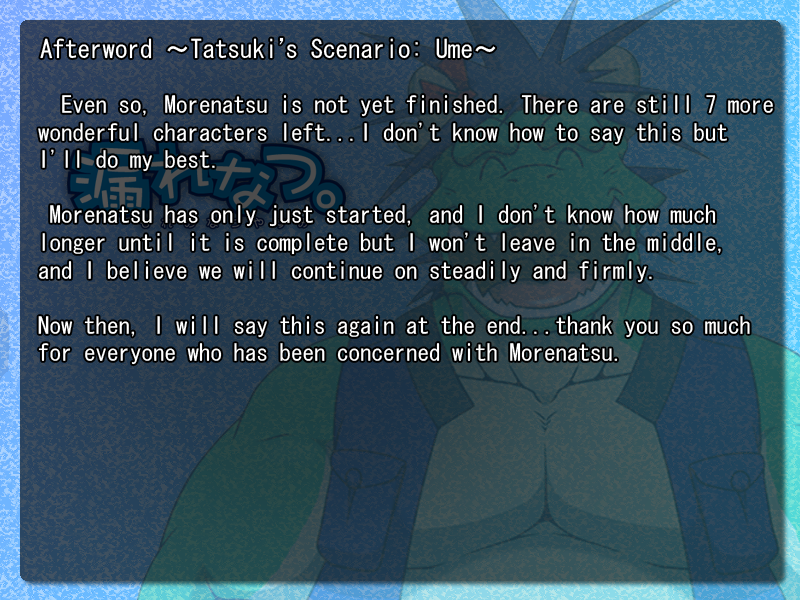 Afterword ～Tatsuki's Scenario: Ume～
Even so, Morenatsu is not yet finished. There are still 7 more
wonderful characters left...I don't know how to say this but
I'll do my best.
漏れなつ。
Morenatsu has only just started, and I don't know how much
longer until it is complete but I won't leave in the middle,
and I believe we will continue on steadily and firmly.
Now then, I will say this again at the end...thank you so much
for everyone who has been concerned with Morenatsu.